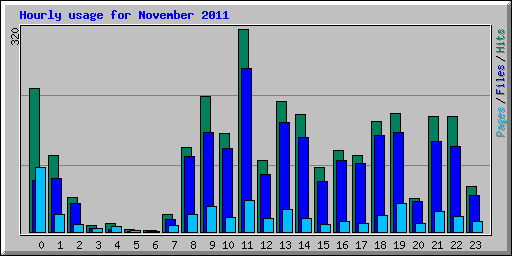 Hourly usage for November 2011
320
Pages / Files / Hits
0 1 2 3 4 5 6 7 8 9 10 11 12 13 14 15 16 17 18 19 20 21 22 23